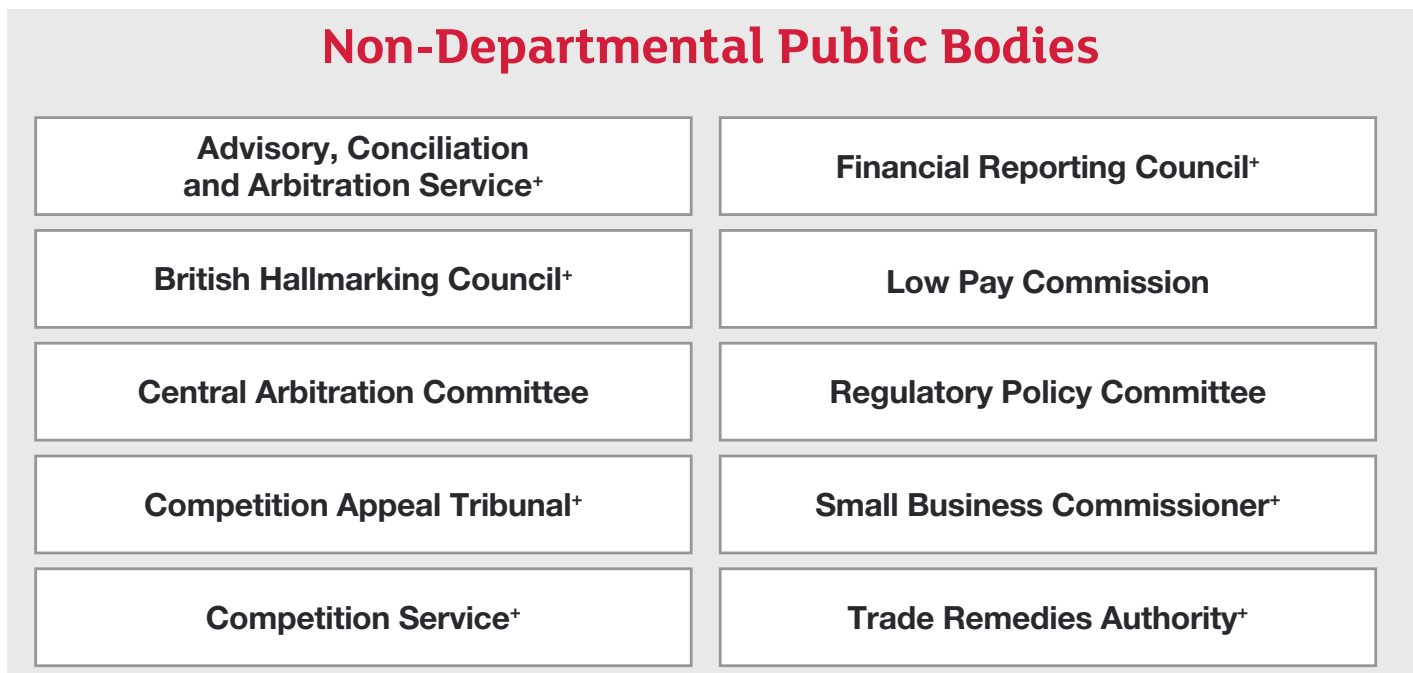 Non-Departmental Public Bodies
Advisory, Conciliation
and Arbitration Service+
British Hallmarking Council+
Central Arbitration Committee
Competition Appeal Tribunal+
Competition Service+
Financial Reporting Council+
Low Pay Commission
Regulatory Policy Committee
Small Business Commissioner+
Trade Remedies Authority+